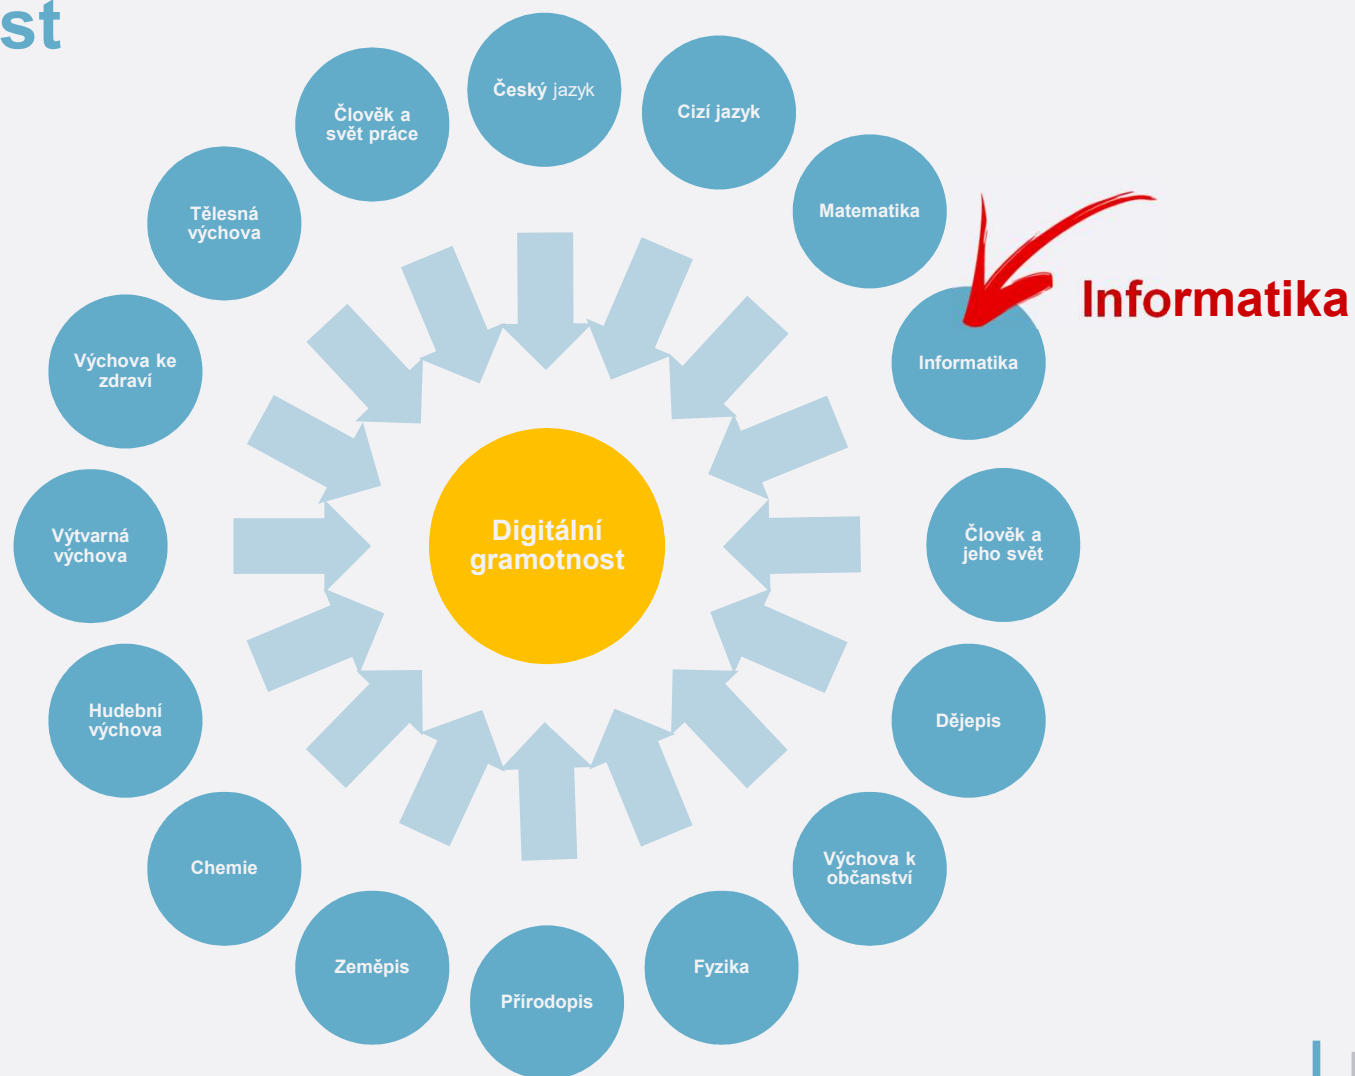 st
Český jazyk
Cizí jazyk
Matematika
Informatika
Informatika
Člověk a
jeho svět
Dějepis
Výchova k
občanství
Fyzika
Přírodopis
Zeměpis
Chemie
Hudební
výchova
Výtvarná
výchova
Výchova ke
zdraví
Tělesná
výchova
Člověk a
svět práce
Digitální
gramotnost